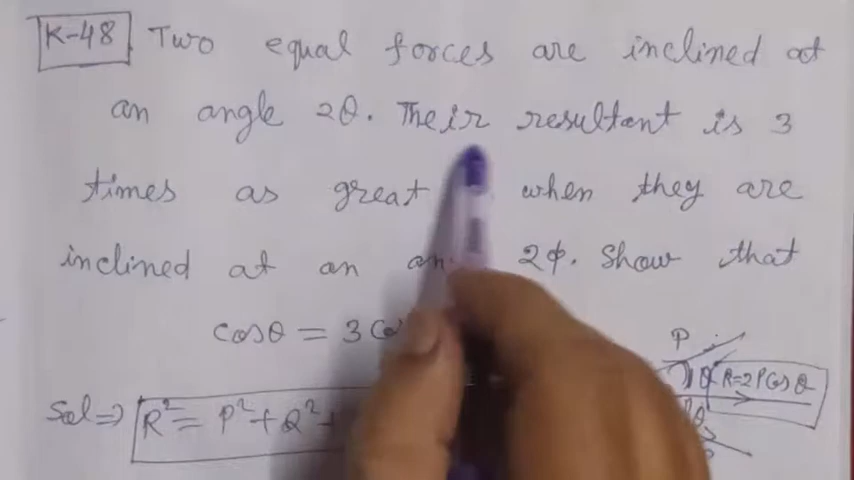 K-48 Two equal forces are inclined at
an angle 2θ. Their resultant is 3
times as great when they are
inclined at an 2ϕ. Show that
cosθ = 3
P
θ R=2PCosθ
θ
Sol⇒ R² = P² + Q² +